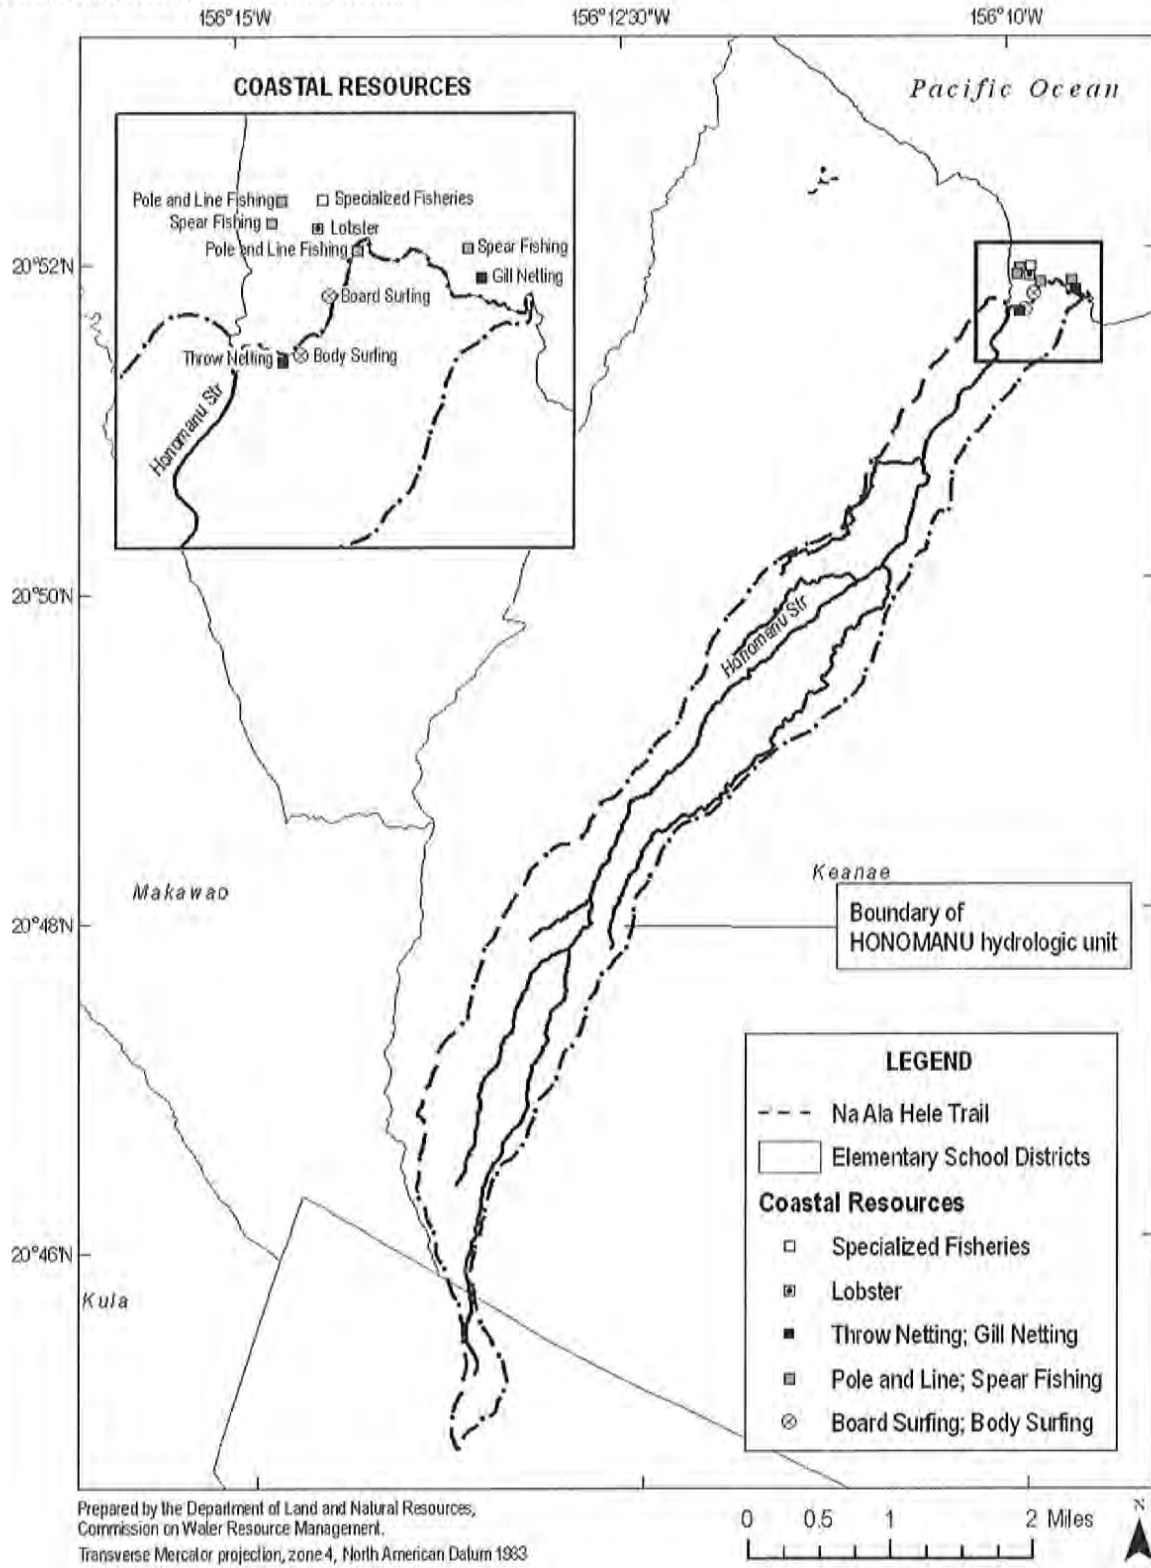 156°15'W
156°12'30"W
156°10'W
COASTAL RESOURCES
Pacific Ocean
Pole and Line Fishing
Specialized Fisheries
Spear Fishing
Lobster
Pole and Line Fishing
Spear Fishing
20°52'N
Gill Netting
Board Surfing
Throw Netting
Body Surfing
Honomanu Str
20°50'N
Honomanu Str
Keanae
Makawao
Boundary of
HONOMANU hydrologic unit
20°48'N
LEGEND
Na Ala Hele Trail
Elementary School Districts
Coastal Resources
Specialized Fisheries
20°46'N
Lobster
Kula
Throw Netting; Gill Netting
Pole and Line; Spear Fishing
Board Surfing; Body Surfing
Prepared by the Department of Land and Natural Resources,
Commission on Water Resource Management.
Transverse Mercator projection, zone 4, North American Datum 1983
0 0.5 1 2 Miles
N